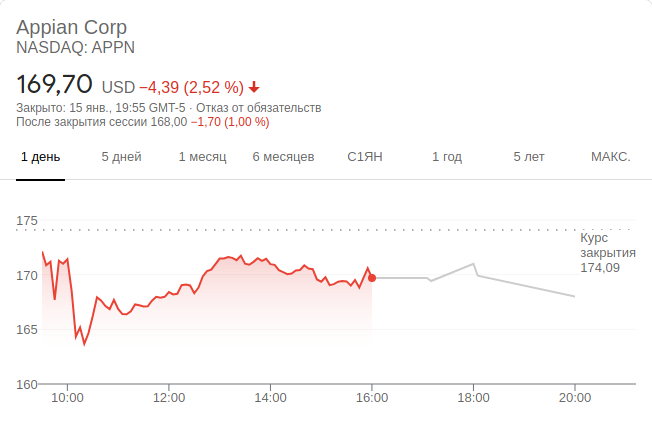 Appian Corp
NASDAQ: APPN
169,70 USD −4,39 (2,52 %)
Закрыто: 15 янв., 19:55 GMT-5 · Отказ от обязательств
После закрытия сессии 168,00 −1,70 (1,00 %)
1 день 5 дней 1 месяц 6 месяцев С1ЯН 1 год 5 лет МАКС.
175
Курс
закрытия
174,09
170
165
160
10:00 12:00 14:00 16:00 18:00 20:00